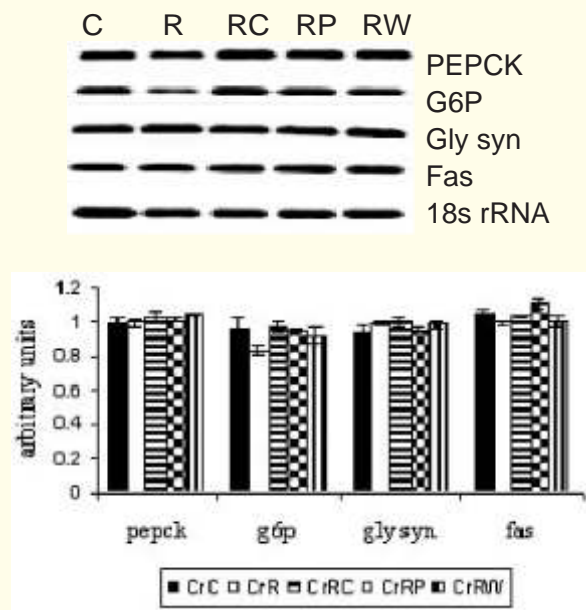 C R RC RP RW
PEPCK
G6P
Gly syn
Fas
18s rRNA
1.2
1
0.8
0.6
0.4
0.2
0
arbitrary units
pepck g6p gly syn fas
CrC CrR CrRC CrRP CrRW